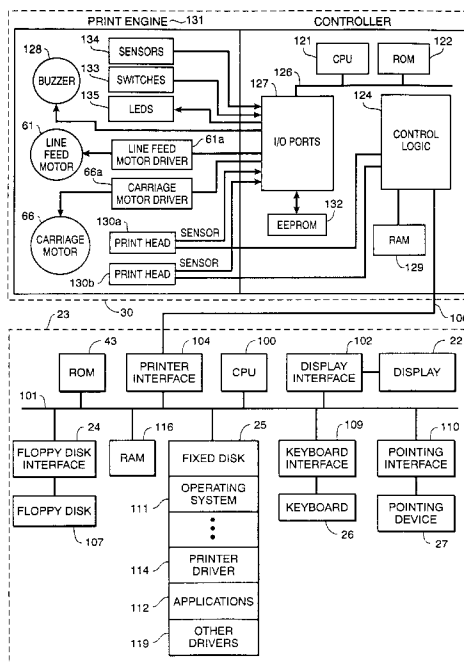 PRINT ENGINE 131
CONTROLLER
128
134
SENSORS
121
CPU
ROM
122
BUZZER
133
SWITCHES
127
126
135
LEDS
124
61
61a
I/O PORTS
CONTROL
LOGIC
LINE
FEED
MOTOR
LINE FEED
MOTOR DRIVER
66a
66
CARRIAGE
MOTOR DRIVER
130a
SENSOR
CARRIAGE
MOTOR
PRINT HEAD
EEPROM
132
RAM
SENSOR
129
PRINT HEAD
130b
30
106
23
43
104
100
102
22
ROM
PRINTER
INTERFACE
CPU
DISPLAY
INTERFACE
DISPLAY
101
24
116
25
109
110
FLOPPY DISK
INTERFACE
RAM
FIXED DISK
KEYBOARD
INTERFACE
POINTING
INTERFACE
OPERATING
SYSTEM
111
FLOPPY DISK
KEYBOARD
POINTING
DEVICE
107
26
27
114
PRINTER
DRIVER
112
APPLICATIONS
119
OTHER
DRIVERS